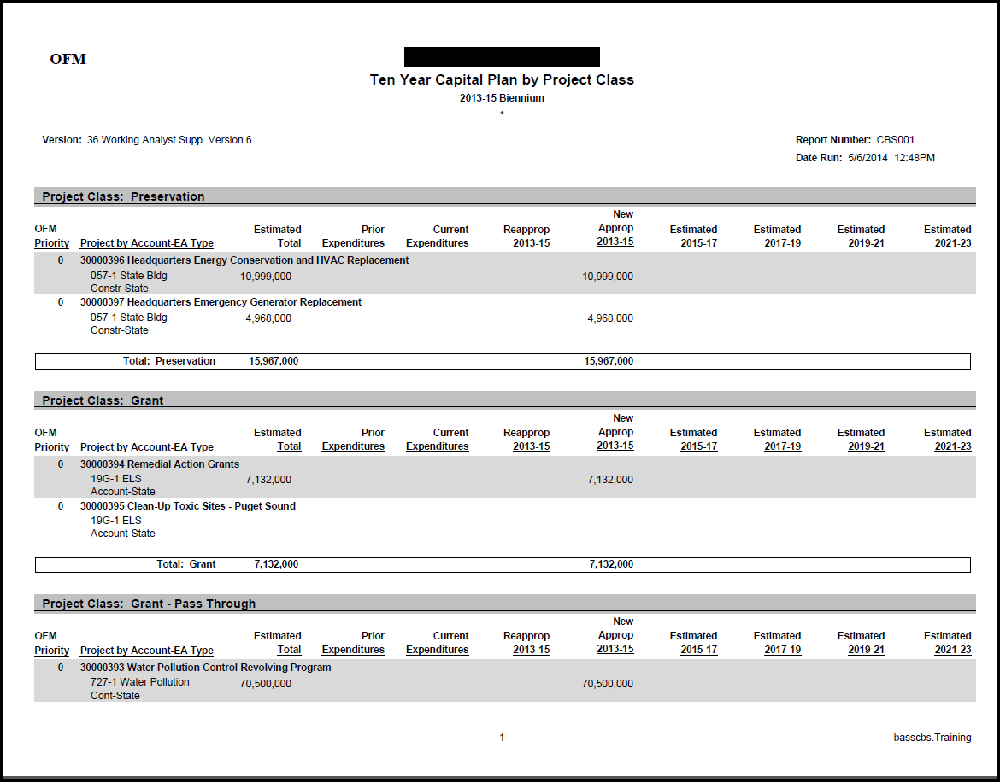 OFM
Ten Year Capital Plan by Project Class
2013-15 Biennium
*
Version: 36 Working Analyst Supp. Version 6
Report Number: CBS001
Date Run: 5/6/2014 12:48PM
Project Class: Preservation
New
OFM Estimated Prior Current Reapprop Approp Estimated Estimated Estimated Estimated
Priority Project by Account-EA Type Total Expenditures Expenditures 2013-15 2013-15 2015-17 2017-19 2019-21 2021-23
0 30000396 Headquarters Energy Conservation and HVAC Replacement
057-1 State Bldg 10,999,000 10,999,000
Constr-State
0 30000397 Headquarters Emergency Generator Replacement
057-1 State Bldg 4,968,000 4,968,000
Constr-State
Total: Preservation 15,967,000 15,967,000
Project Class: Grant
New
OFM Estimated Prior Current Reapprop Approp Estimated Estimated Estimated Estimated
Priority Project by Account-EA Type Total Expenditures Expenditures 2013-15 2013-15 2015-17 2017-19 2019-21 2021-23
0 30000394 Remedial Action Grants
19G-1 ELS 7,132,000 7,132,000
Account-State
0 30000395 Clean-Up Toxic Sites - Puget Sound
19G-1 ELS
Account-State
Total: Grant 7,132,000 7,132,000
Project Class: Grant - Pass Through
New
OFM Estimated Prior Current Reapprop Approp Estimated Estimated Estimated Estimated
Priority Project by Account-EA Type Total Expenditures Expenditures 2013-15 2013-15 2015-17 2017-19 2019-21 2021-23
0 30000393 Water Pollution Control Revolving Program
727-1 Water Pollution 70,500,000 70,500,000
Cont-State
1
basscbs.Training